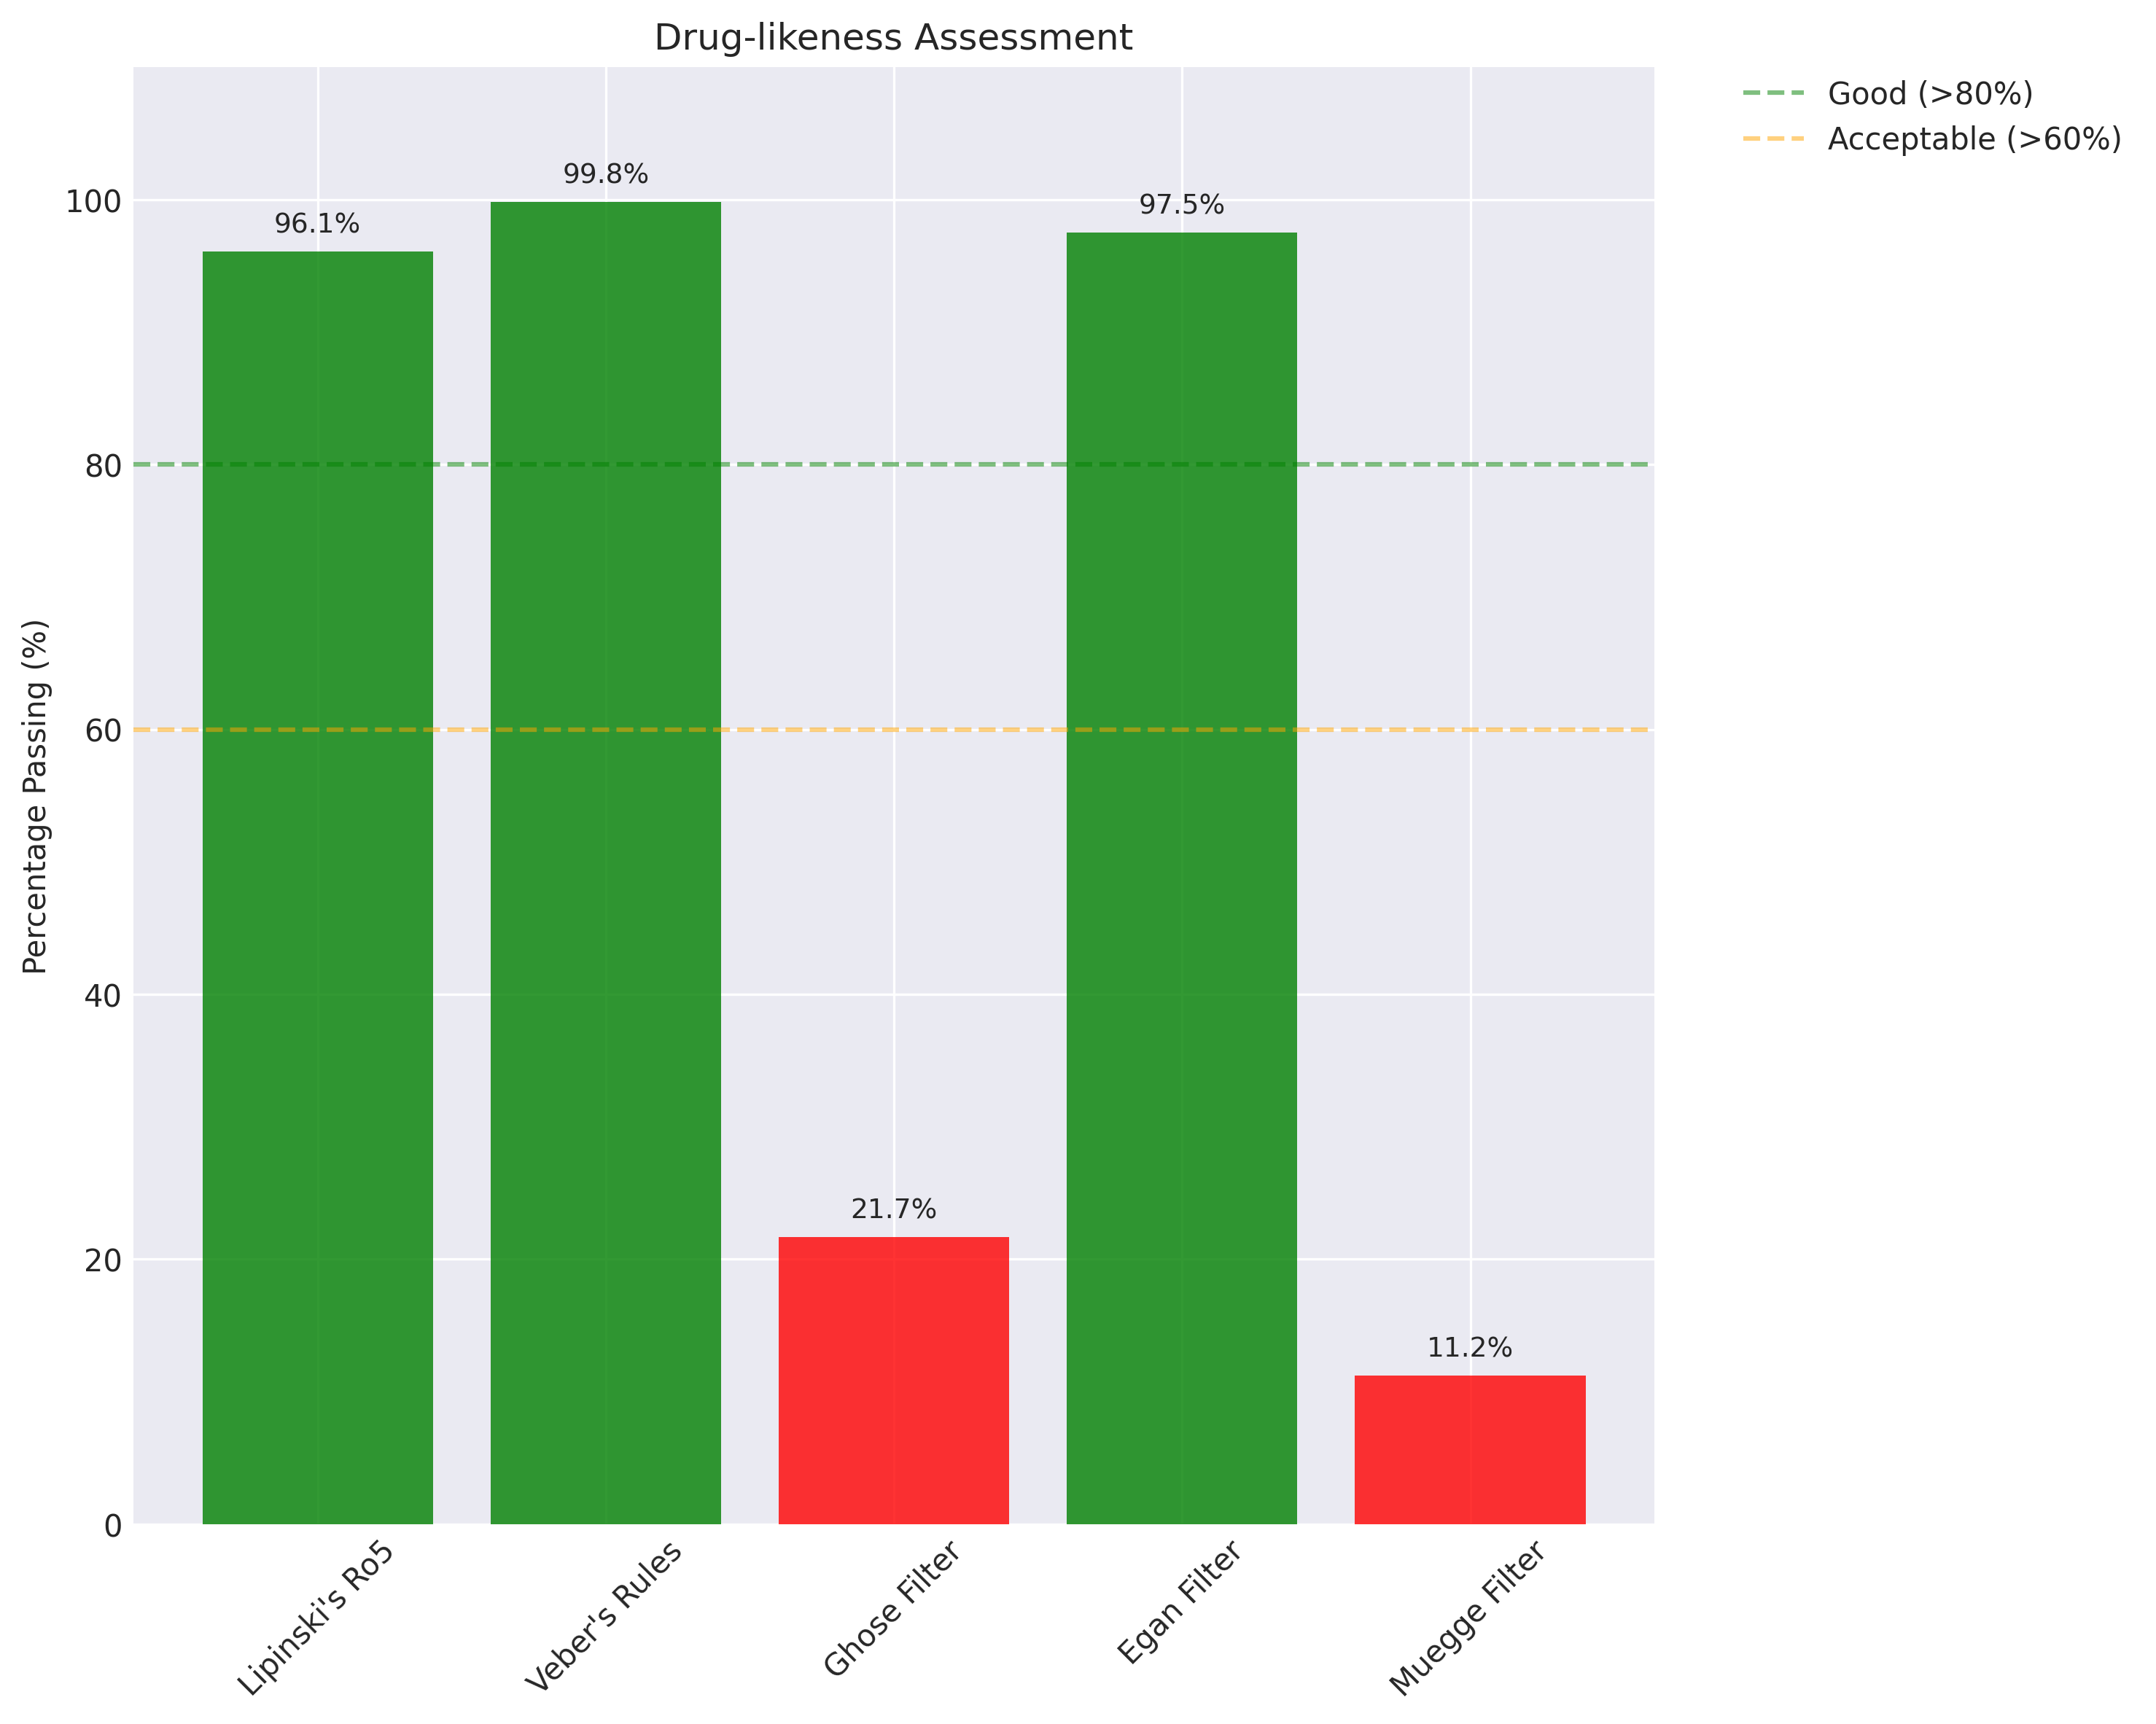 Drug-likeness Assessment
Good (>80%)
Acceptable (>60%)
Percentage Passing (%)
100
80
60
40
20
0
96.1%
99.8%
21.7%
97.5%
11.2%
Lipinski's Ro5
Veber's Rules
Ghose Filter
Egan Filter
Muegge Filter